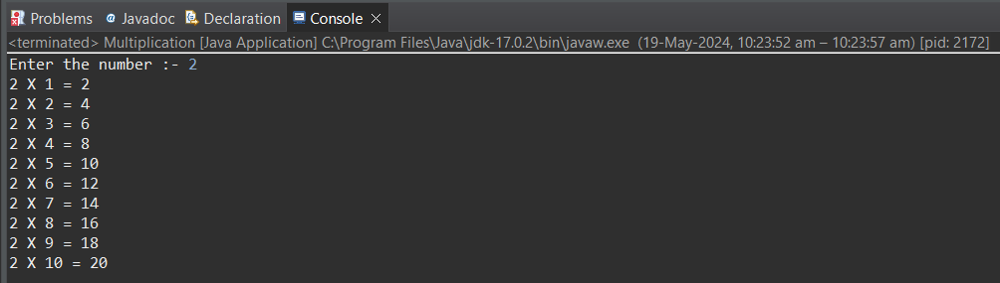 Problems @ Javadoc Declaration Console
<terminated> Multiplication [Java Application] C:\Program Files\Java\jdk-17.0.2\bin\javaw.exe (19-May-2024, 10:23:52 am – 10:23:57 am) [pid: 2172]
Enter the number :- 2
2 X 1 = 2
2 X 2 = 4
2 X 3 = 6
2 X 4 = 8
2 X 5 = 10
2 X 6 = 12
2 X 7 = 14
2 X 8 = 16
2 X 9 = 18
2 X 10 = 20